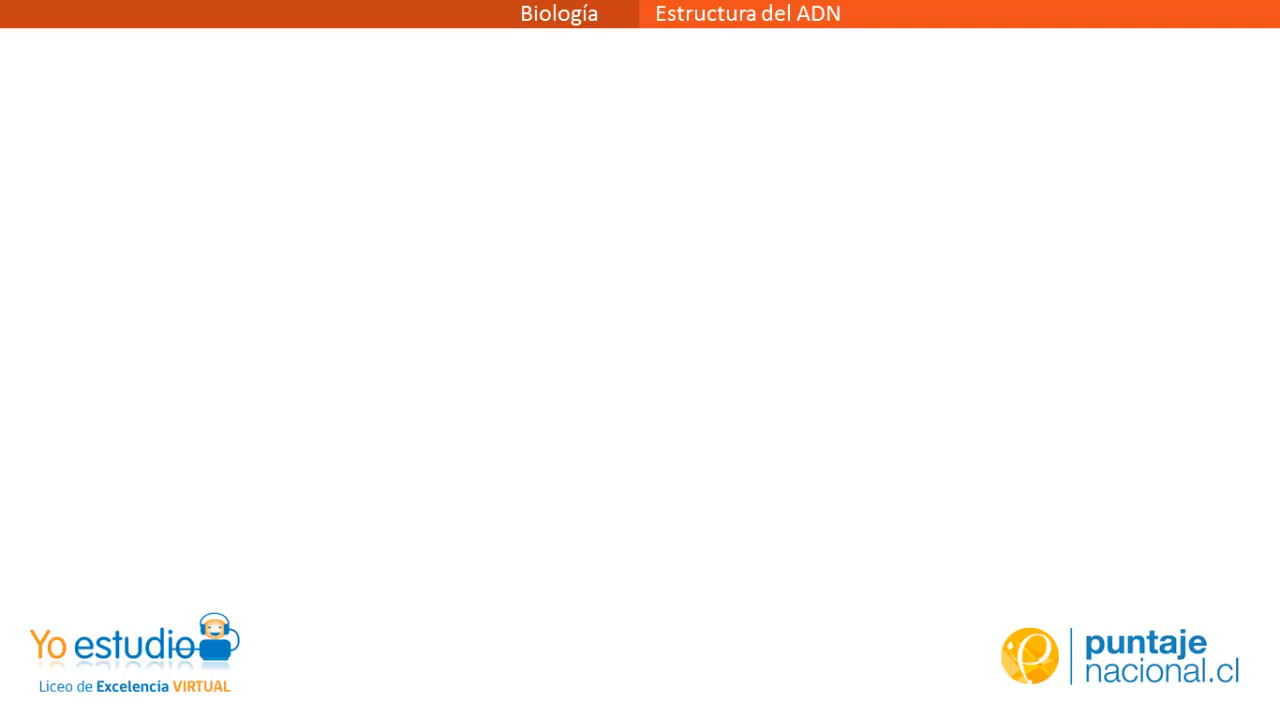 Biología Estructura del ADN
Yo estudio
Liceo de Excelencia VIRTUAL
puntaje
nacional.cl